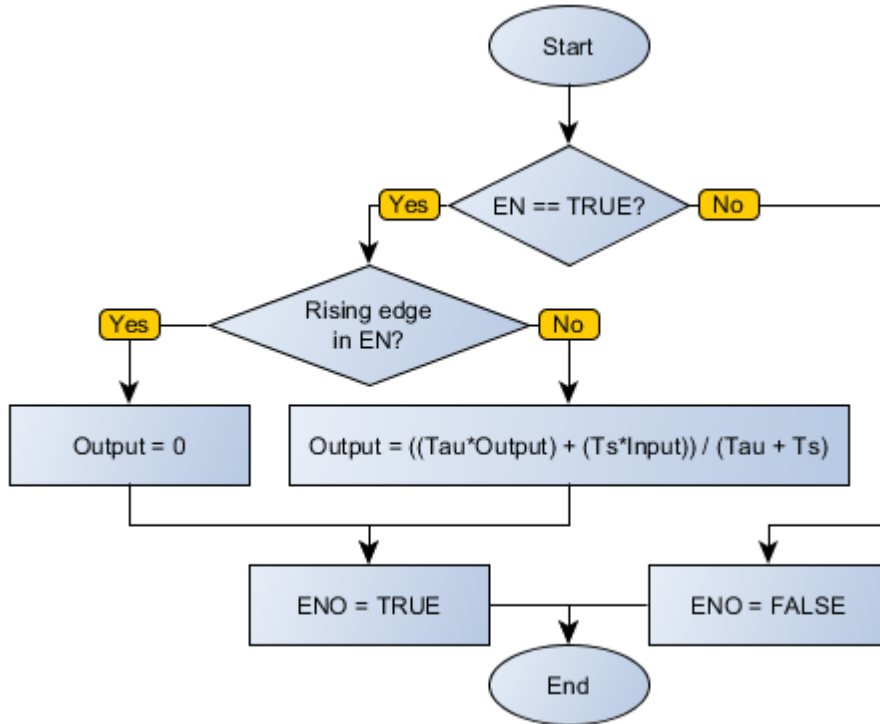 Start
EN == TRUE?
Yes
No
Rising edge
in EN?
Yes
No
Output = 0
Output = ((Tau*Output) + (Ts*Input)) / (Tau + Ts)
ENO = TRUE
ENO = FALSE
End